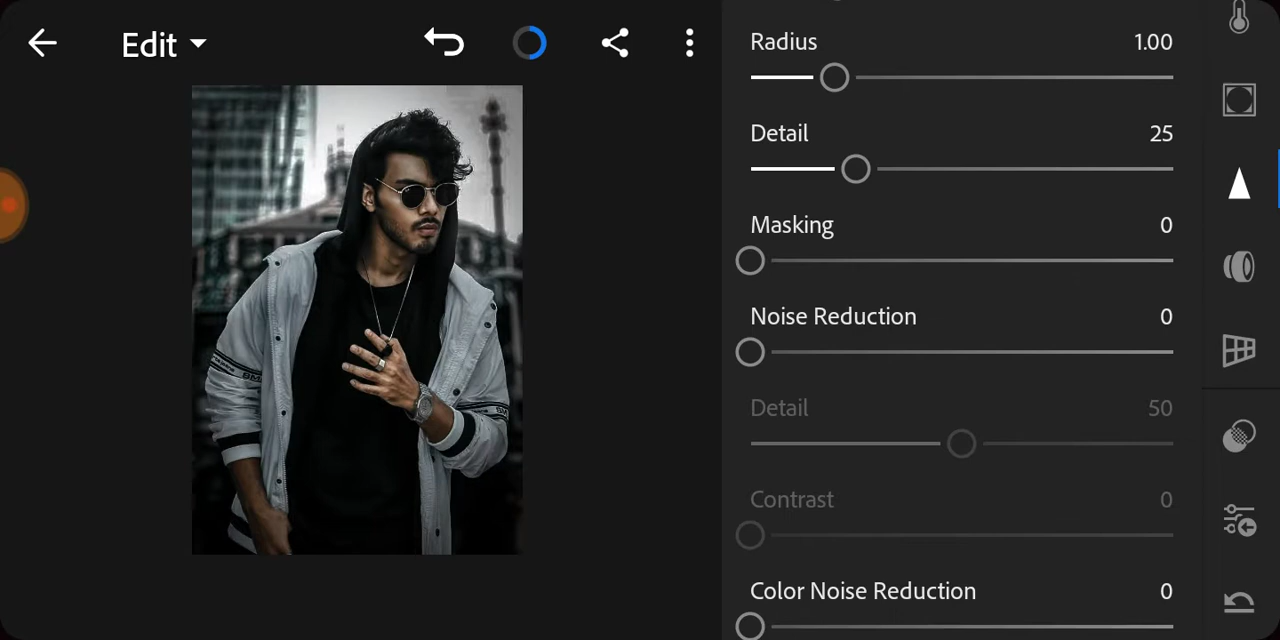 Edit
Radius 1.00
Detail 25
Masking 0
Noise Reduction 0
Detail 50
Contrast 0
Color Noise Reduction 0